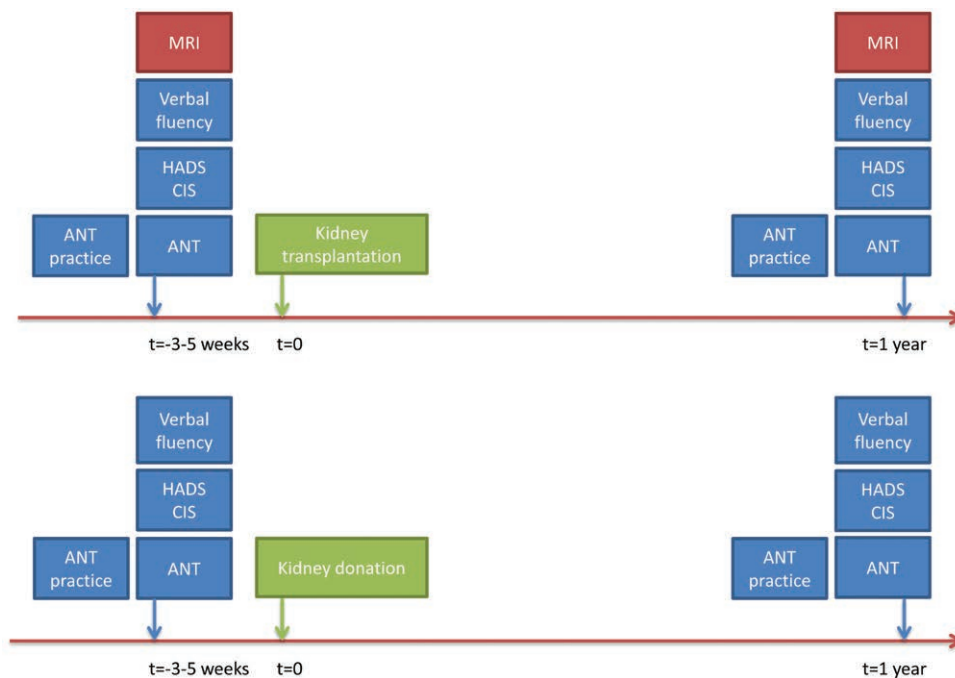 MRI
MRI
Verbal
fluency
Verbal
fluency
HADS
CIS
HADS
CIS
ANT
practice
ANT
Kidney
transplantation
ANT
practice
ANT
t=-3-5 weeks
t=0
t=1 year
Verbal
fluency
Verbal
fluency
HADS
CIS
HADS
CIS
ANT
practice
ANT
Kidney donation
ANT
practice
ANT
t=-3-5 weeks
t=0
t=1 year